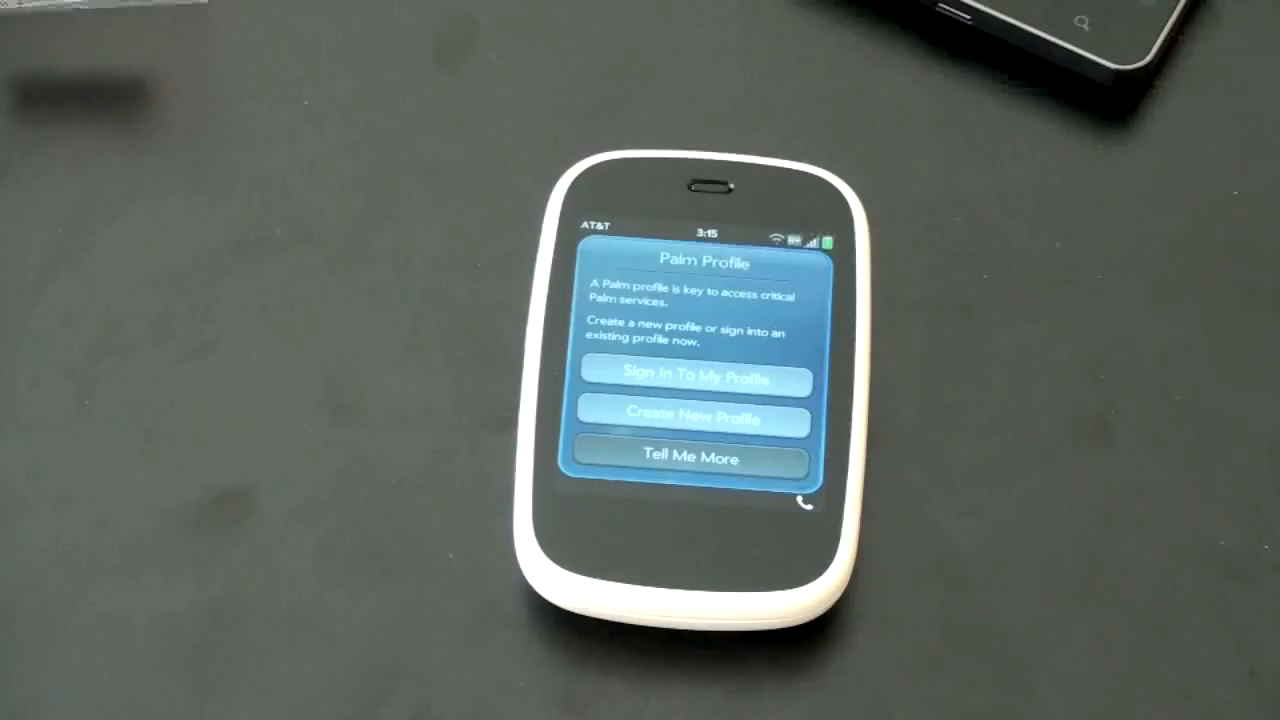 AT&T 3:15
Palm Profile
A Palm profile is key to access critical
Palm services.
Create a new profile or sign into an
existing profile now.
Sign In To My Profile
Create New Profile
Tell Me More